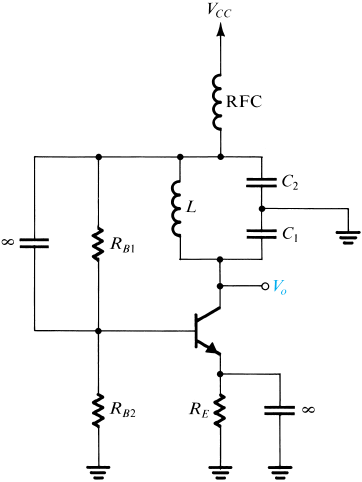 V_CC
RFC
L
C_2
C_1
∞
R_B1
V_o
R_B2
R_E
∞